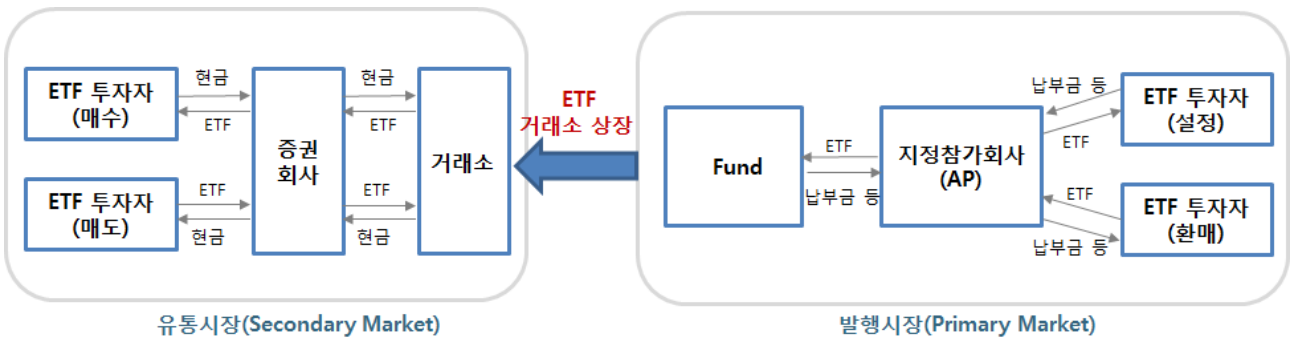 ETF 투자자
(매수)
현금
ETF
증권
회사
현금
ETF
거래소
ETF 투자자
(매도)
ETF
현금
ETF
현금
유통시장(Secondary Market)
ETF
거래소 상장
Fund
ETF
납부금 등
지정참가회사
(AP)
납부금 등
ETF
ETF 투자자
(설정)
ETF
납부금 등
ETF 투자자
(환매)
발행시장(Primary Market)